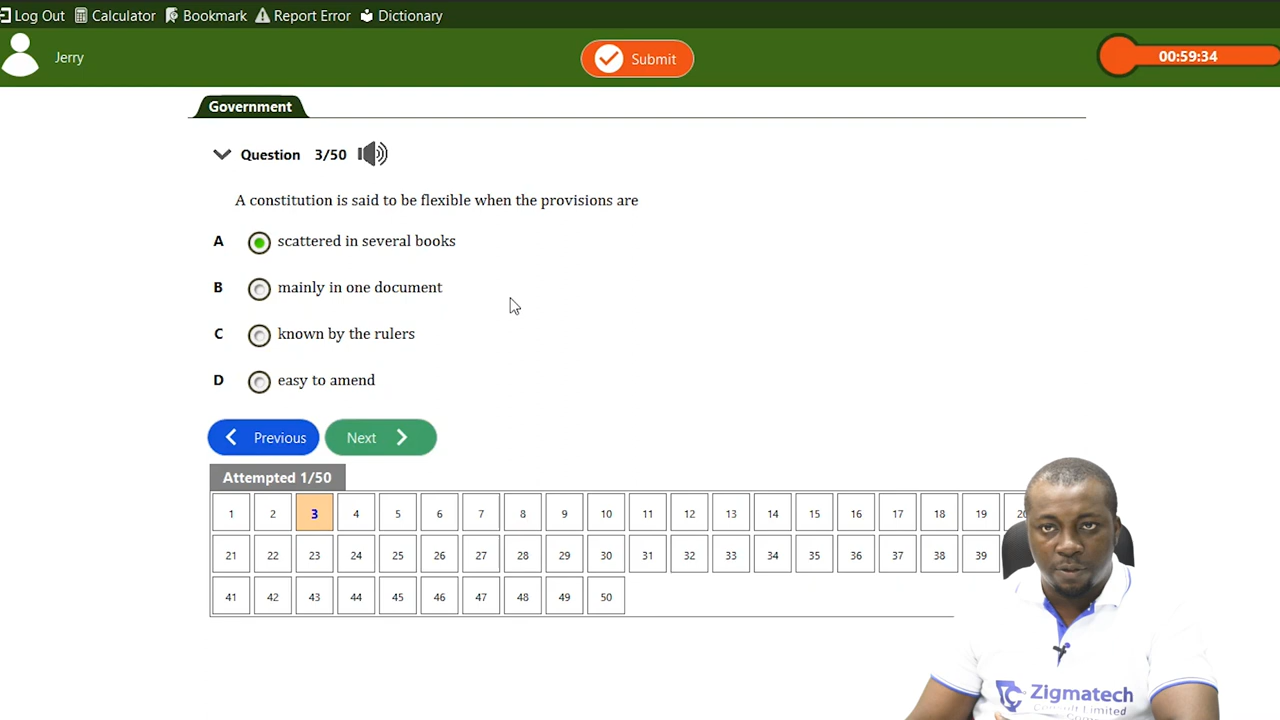 Log Out Calculator Bookmark Report Error Dictionary
Jerry
Submit
00:59:34
Government
Question 3/50
A constitution is said to be flexible when the provisions are
A scattered in several books
B mainly in one document
C known by the rulers
D easy to amend
Previous Next
Attempted 1/50
1 2 3 4 5 6 7 8 9 10 11 12 13 14 15 16 17 18 19
21 22 23 24 25 26 27 28 29 30 31 32 33 34 35 36 37 38 39
41 42 43 44 45 46 47 48 49 50
Zigmatech
Consult Limited